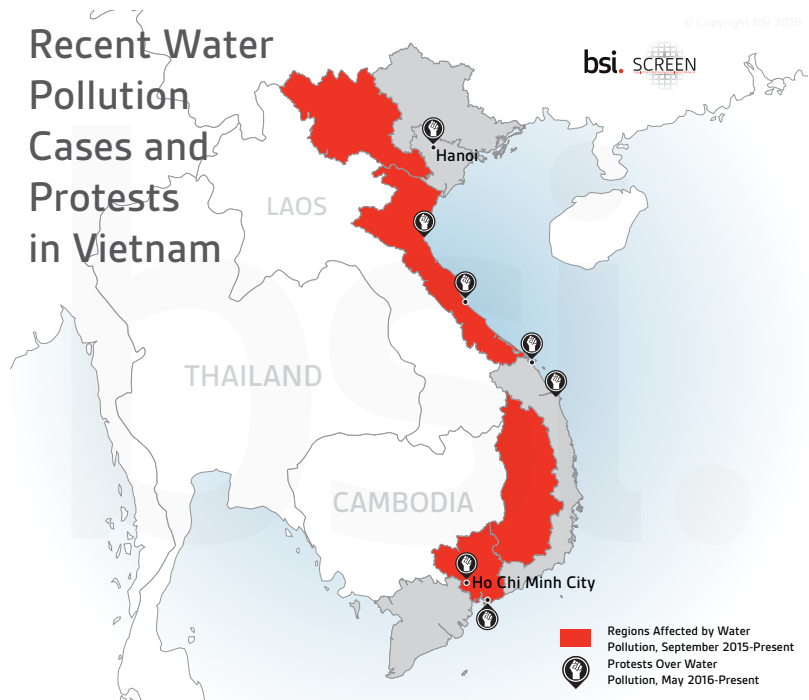 © Copyright BSI 2016
Recent Water
Pollution
Cases and
Protests
in Vietnam
bsi. SCREEN
Hanoi
LAOS
THAILAND
CAMBODIA
Ho Chi Minh City
Regions Affected by Water
Pollution, September 2015-Present
Protests Over Water
Pollution, May 2016-Present
bsi.